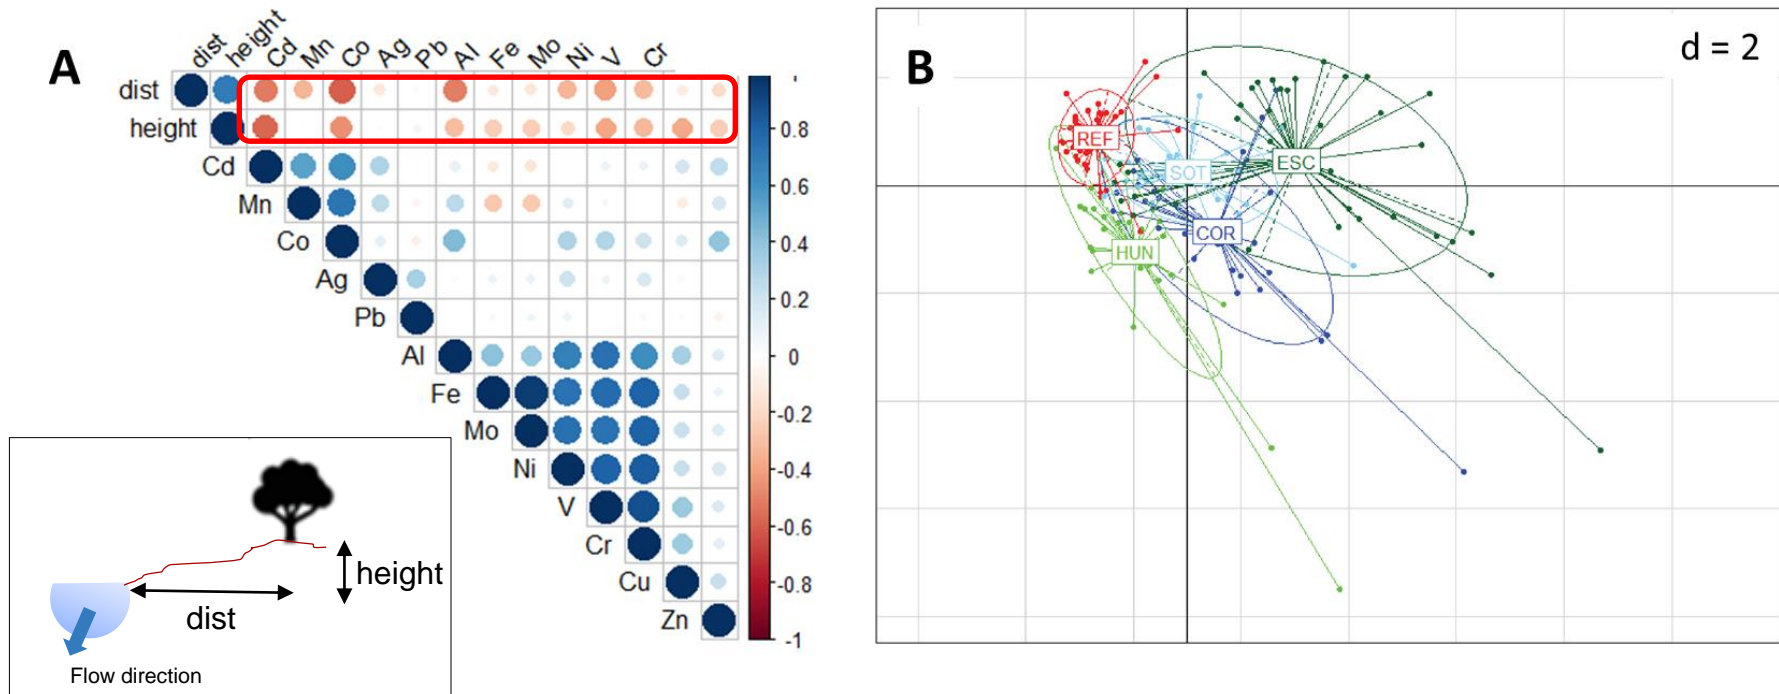 A
dist height Cd Mn Co Ag Pb Al Fe Mo Ni V Cr
dist
height
Cd
Mn
Co
Ag
Pb
Al
Fe
Mo
Ni
V
Cr
Cu
Zn
0.8
0.6
0.4
0.2
0
-0.2
-0.4
-0.6
-0.8
-1
height
dist
Flow direction
B
d = 2
REF
SOT
ESC
COR
HUN